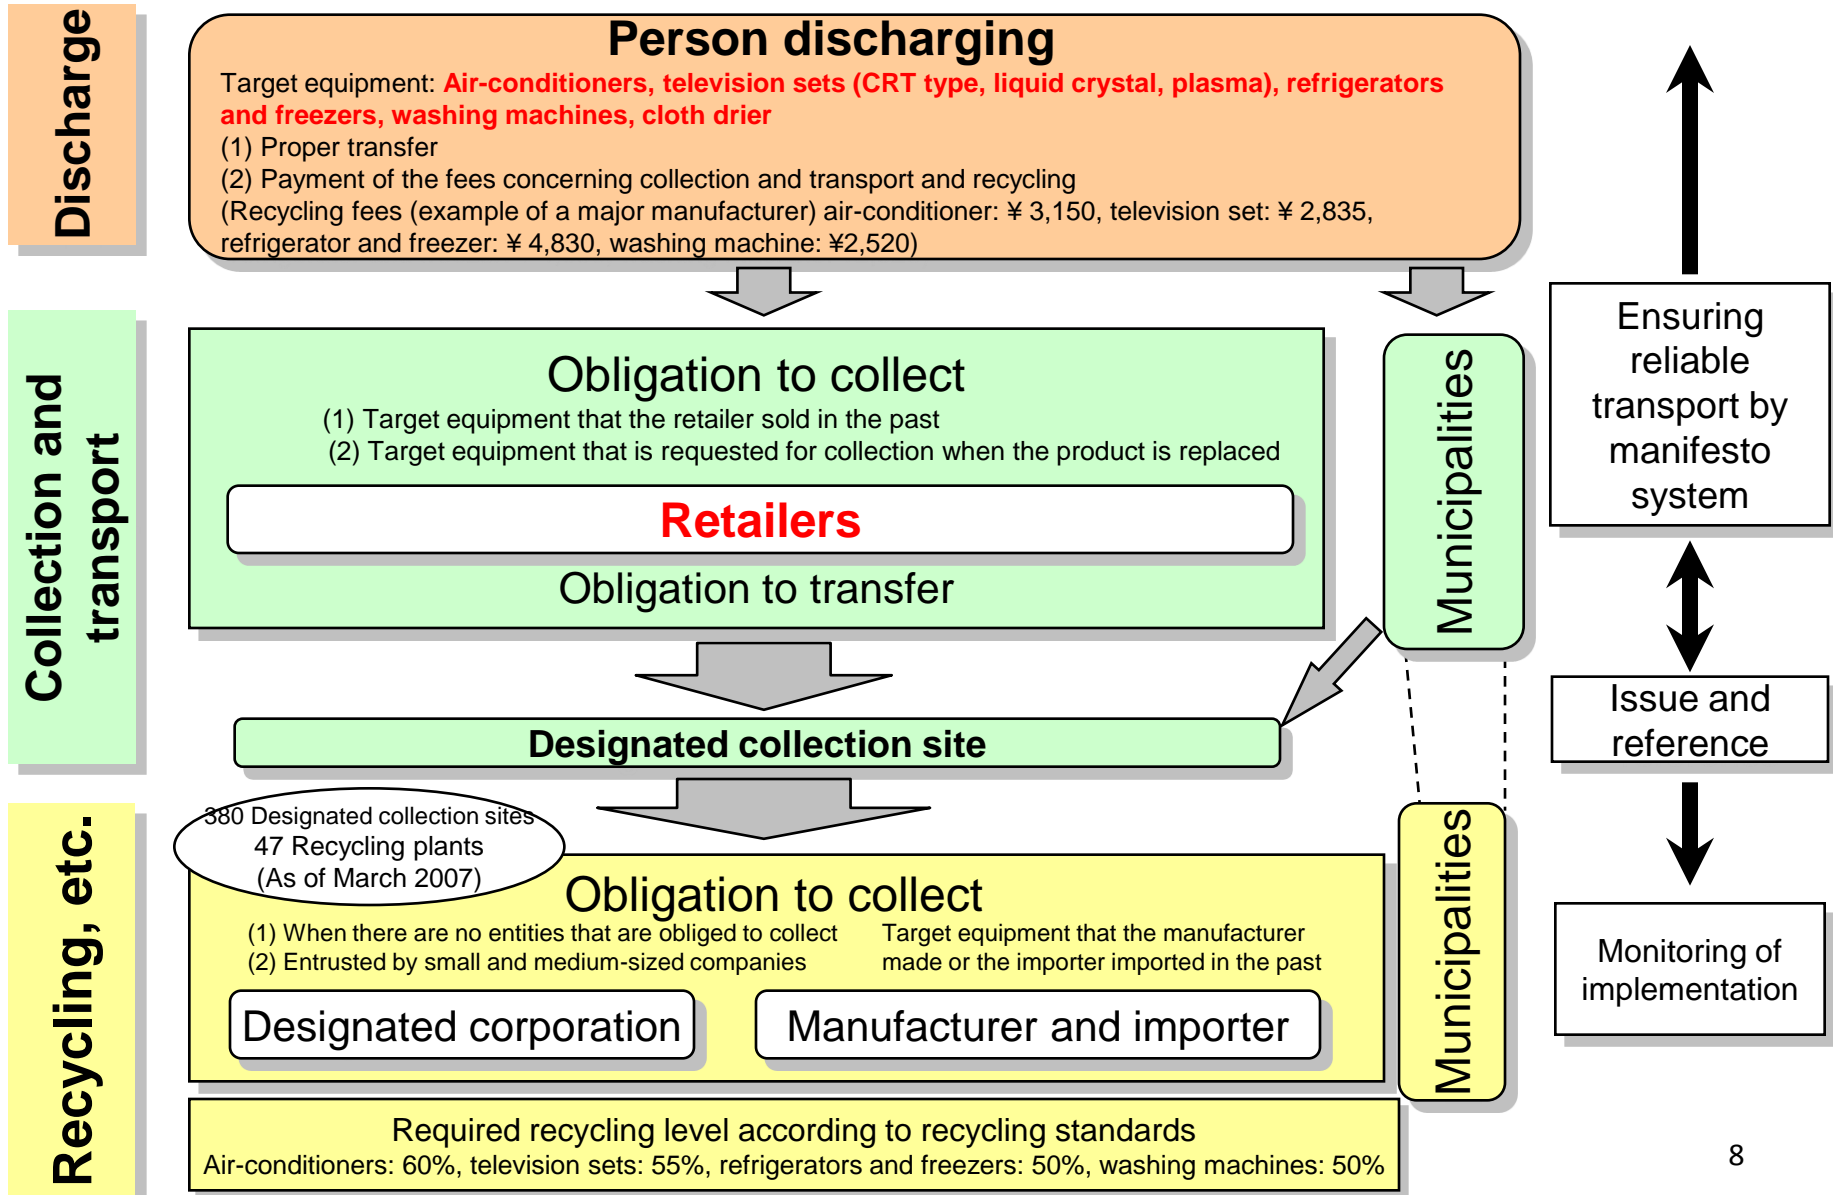 Discharge
Person discharging
Target equipment: Air-conditioners, television sets (CRT type, liquid crystal, plasma), refrigerators
and freezers, washing machines, cloth drier
(1) Proper transfer
(2) Payment of the fees concerning collection and transport and recycling
(Recycling fees (example of a major manufacturer) air-conditioner: ¥ 3,150, television set: ¥ 2,835,
refrigerator and freezer: ¥ 4,830, washing machine: ¥2,520)
Collection and
transport
Obligation to collect
(1) Target equipment that the retailer sold in the past
(2) Target equipment that is requested for collection when the product is replaced
Retailers
Obligation to transfer
Municipalities
Designated collection site
Ensuring
reliable
transport by
manifesto
system
Issue and
reference
Monitoring of
implementation
Recycling, etc.
380 Designated collection sites
47 Recycling plants
(As of March 2007)
Obligation to collect
(1) When there are no entities that are obliged to collect
(2) Entrusted by small and medium-sized companies
Target equipment that the manufacturer
made or the importer imported in the past
Designated corporation
Manufacturer and importer
Municipalities
Required recycling level according to recycling standards
Air-conditioners: 60%, television sets: 55%, refrigerators and freezers: 50%, washing machines: 50%
8